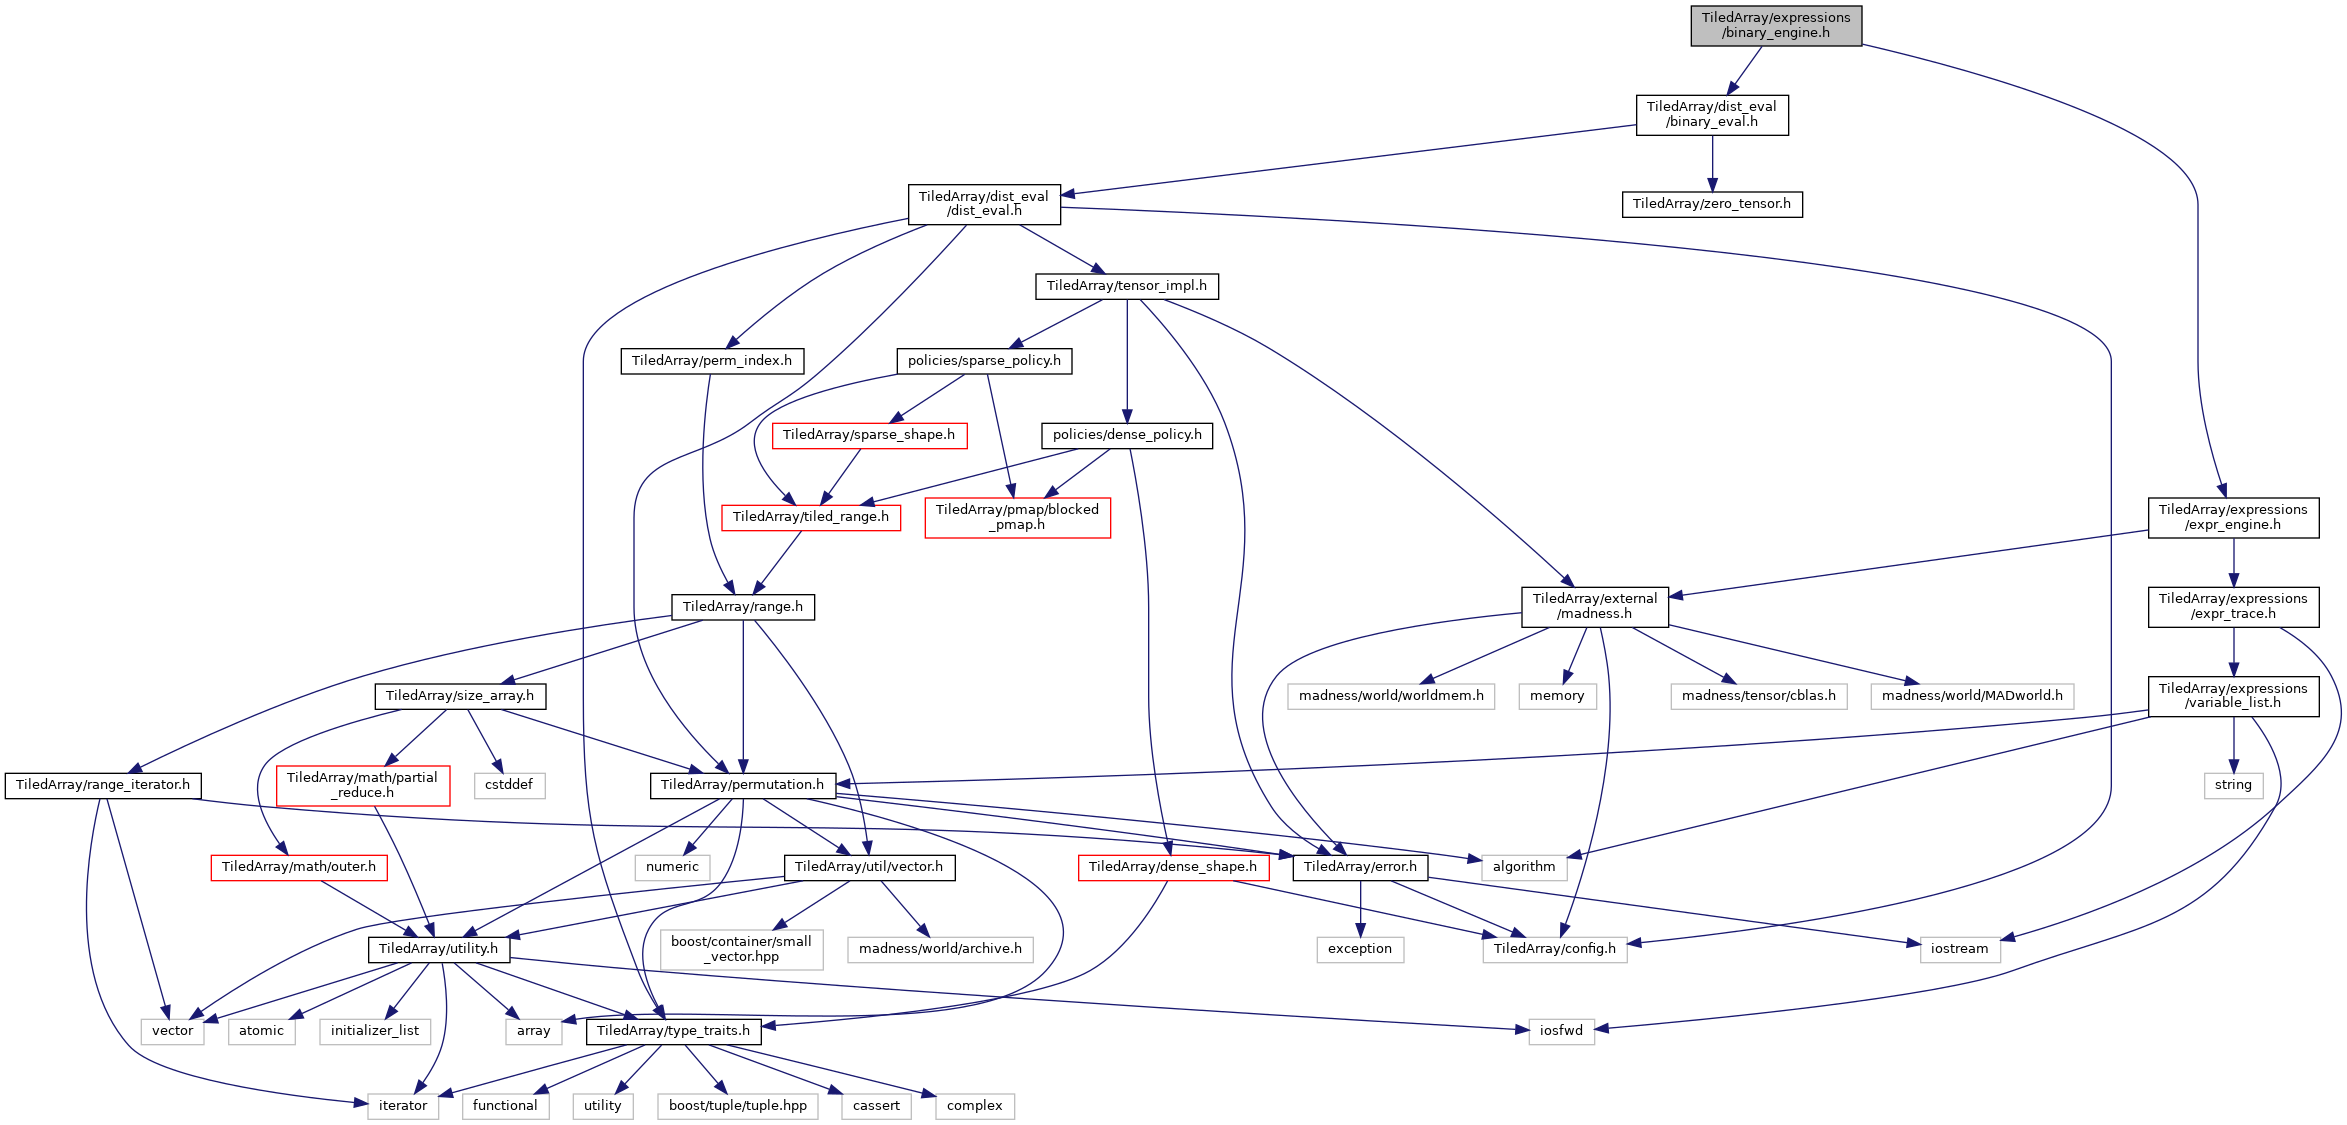 TiledArray/expressions
/binary_engine.h
TiledArray/dist_eval
/binary_eval.h
TiledArray/dist_eval
/dist_eval.h
TiledArray/zero_tensor.h
TiledArray/tensor_impl.h
TiledArray/perm_index.h
policies/sparse_policy.h
TiledArray/sparse_shape.h
policies/dense_policy.h
TiledArray/tiled_range.h
TiledArray/pmap/blocked
_pmap.h
TiledArray/expressions
/expr_engine.h
TiledArray/range.h
TiledArray/external
/madness.h
TiledArray/expressions
/expr_trace.h
TiledArray/size_array.h
madness/world/worldmem.h
memory
madness/tensor/cblas.h
madness/world/MADworld.h
TiledArray/expressions
/variable_list.h
TiledArray/range_iterator.h
TiledArray/math/partial
_reduce.h
cstddef
TiledArray/permutation.h
string
TiledArray/math/outer.h
numeric
TiledArray/util/vector.h
TiledArray/dense_shape.h
TiledArray/error.h
algorithm
TiledArray/utility.h
boost/container/small
_vector.hpp
madness/world/archive.h
exception
TiledArray/config.h
iostream
vector
atomic
initializer_list
array
TiledArray/type_traits.h
iosfwd
iterator
functional
utility
boost/tuple/tuple.hpp
cassert
complex